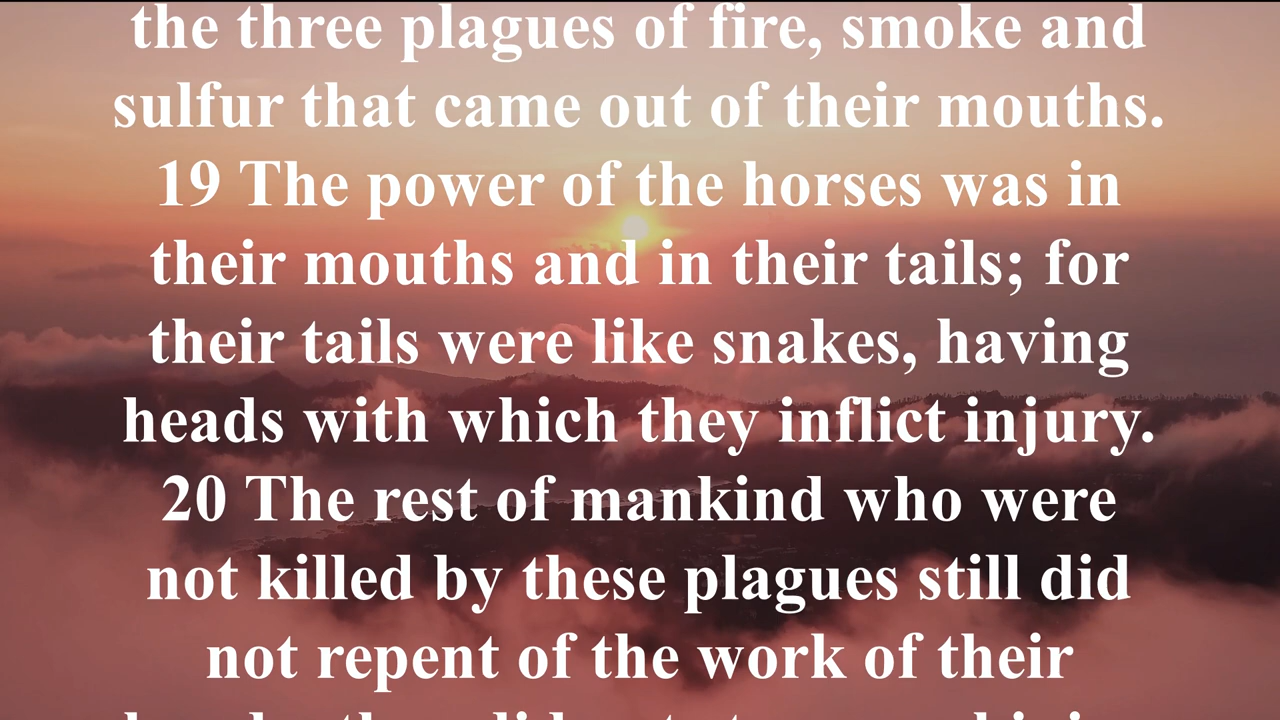 the three plagues of fire, smoke and
sulfur that came out of their mouths.
19 The power of the horses was in
their mouths and in their tails; for
their tails were like snakes, having
heads with which they inflict injury.
20 The rest of mankind who were
not killed by these plagues still did
not repent of the work of their